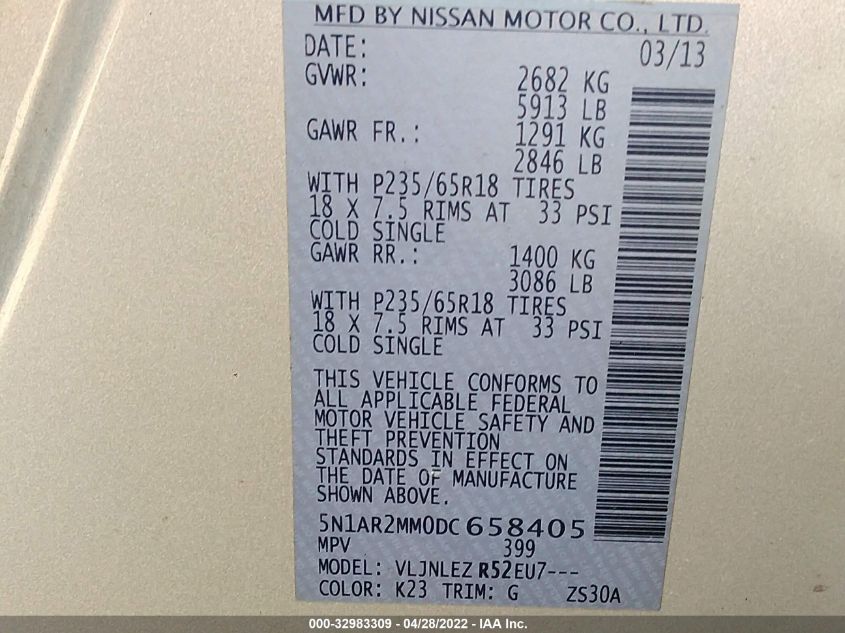 MFD BY NISSAN MOTOR CO., LTD.
DATE: 03/13
GVWR: 2682 KG
5913 LB
GAWR FR.: 1291 KG
2846 LB
WITH P235/65R18 TIRES
18 X 7.5 RIMS AT 33 PSI
COLD SINGLE
GAWR RR.: 1400 KG
3086 LB
WITH P235/65R18 TIRES
18 X 7.5 RIMS AT 33 PSI
COLD SINGLE
THIS VEHICLE CONFORMS TO
ALL APPLICABLE FEDERAL
MOTOR VEHICLE SAFETY AND
THEFT PREVENTION
STANDARDS IN EFFECT ON
THE DATE OF MANUFACTURE
SHOWN ABOVE.
5N1AR2MM0DC 658405
MPV 399
MODEL: VLJNLEZ R52EU7---
COLOR: K23 TRIM: G ZS30A
000-32983309 - 04/28/2022 - IAA Inc.